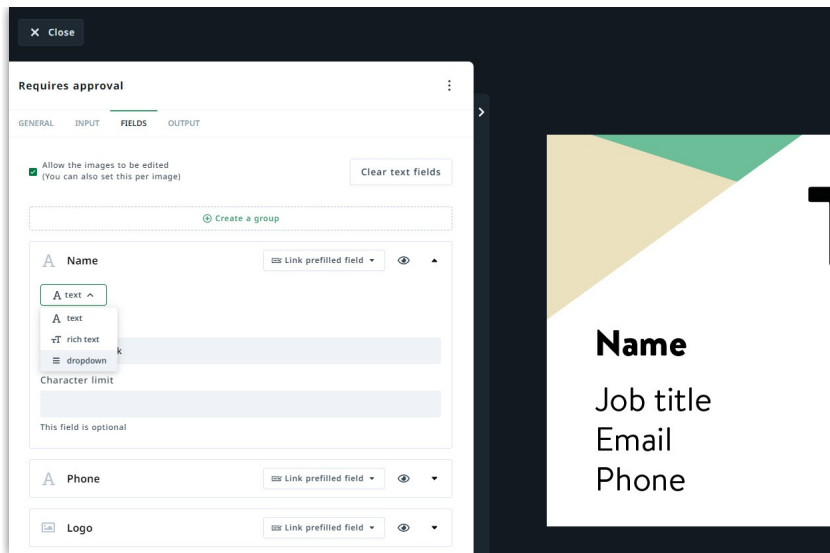 Close
Requires approval
GENERAL INPUT FIELDS OUTPUT
Allow the images to be edited
(You can also set this per image)
Clear text fields
Create a group
Name
Link prefilled field
text
text
rich text
dropdown
k
Character limit
This field is optional
Phone
Link prefilled field
Logo
Link prefilled field
Name
Job title
Email
Phone